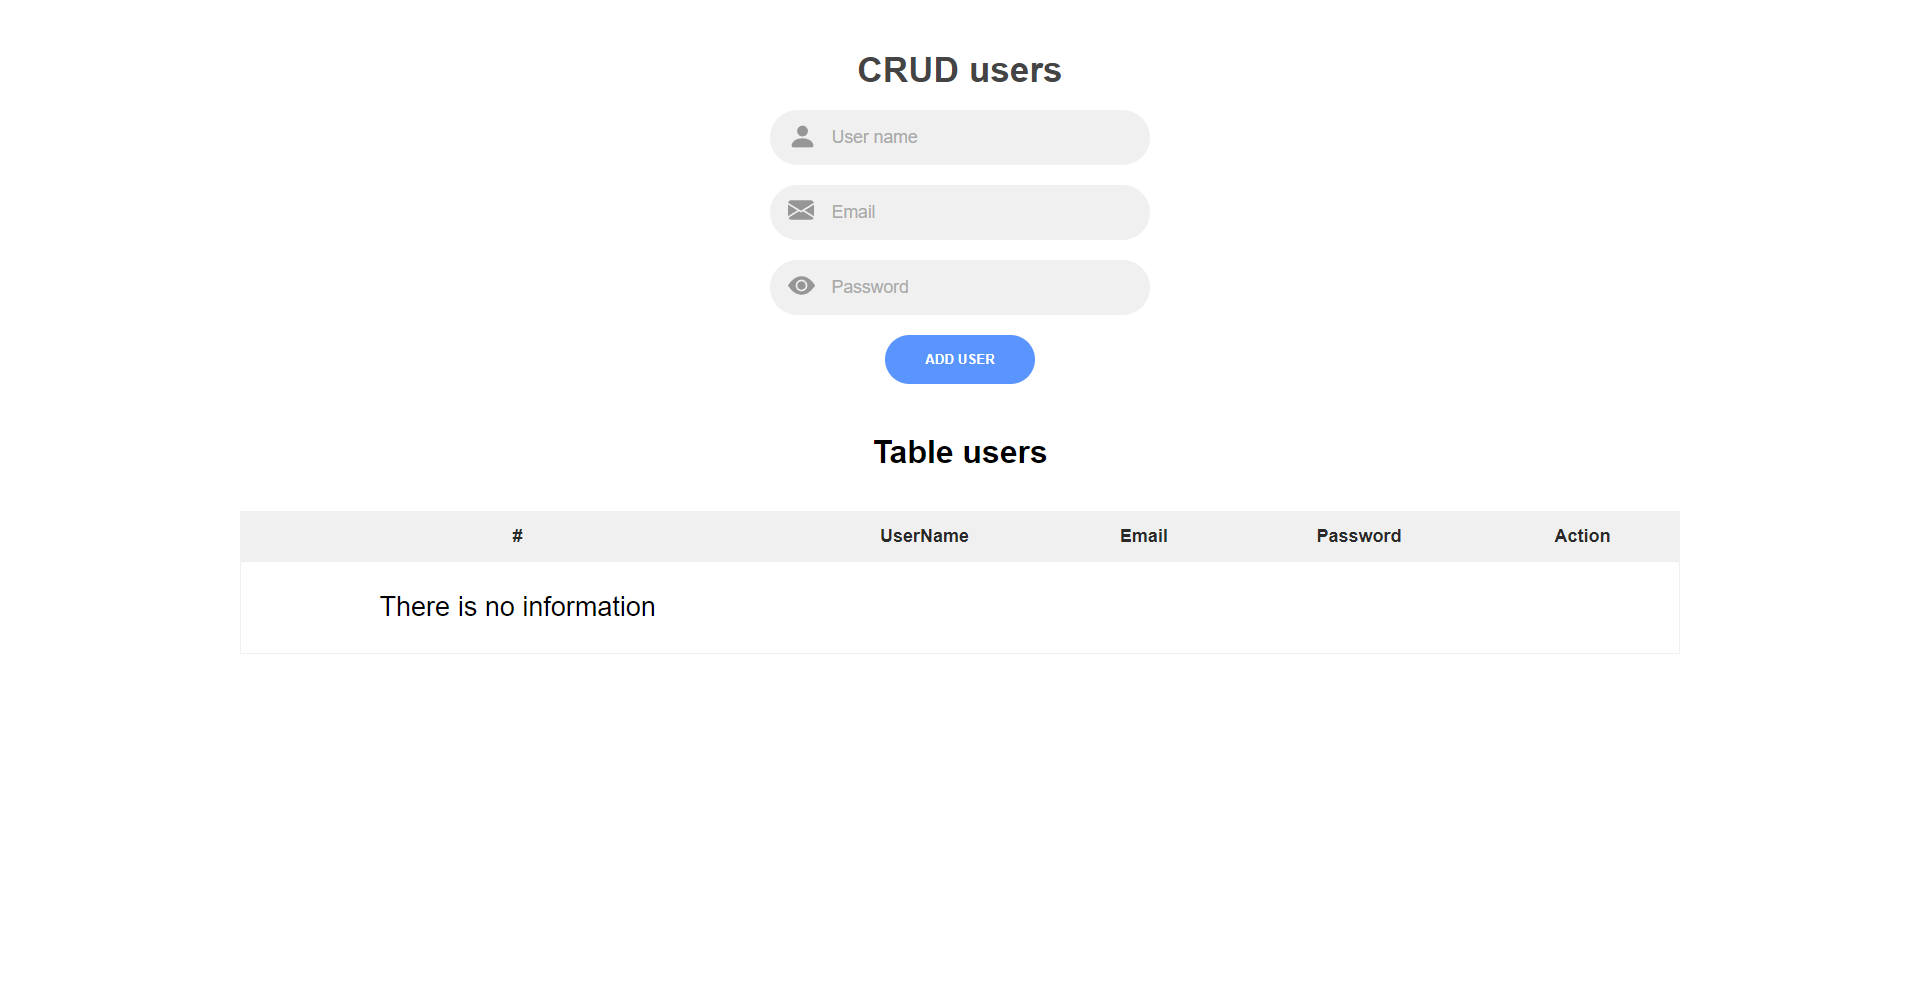 CRUD users
User name
Email
Password
ADD USER
Table users
# UserName Email Password Action
There is no information